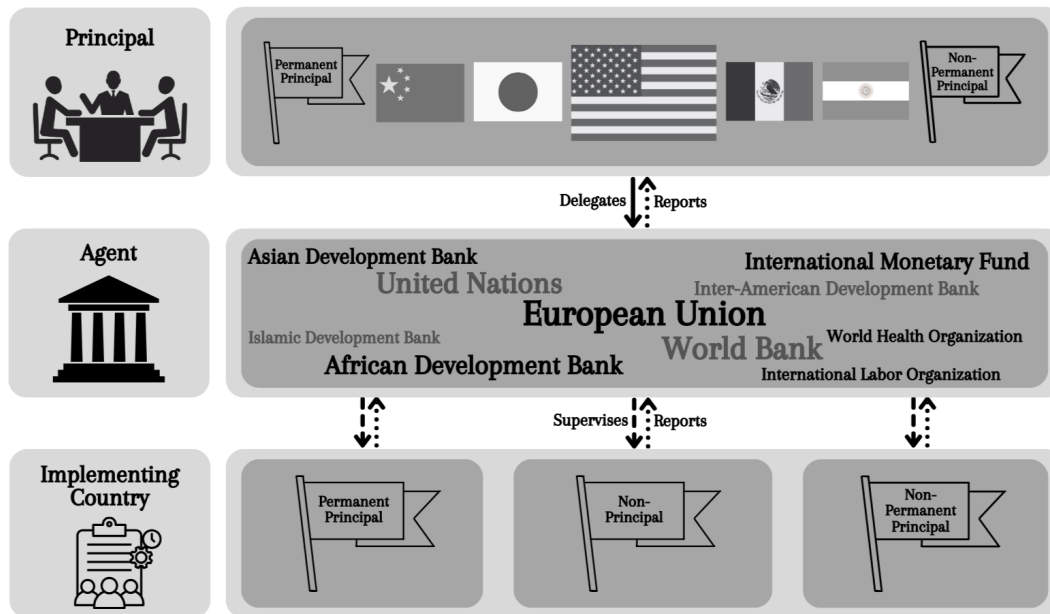 Principal
Permanent
Principal
Non-
Permanent
Principal
Delegates
Reports
Agent
Asian Development Bank
International Monetary Fund
United Nations
Inter-American Development Bank
European Union
Islamic Development Bank
World Bank
World Health Organization
African Development Bank
International Labor Organization
Supervises
Reports
Implementing
Country
Permanent
Principal
Non-
Principal
Non-
Permanent
Principal